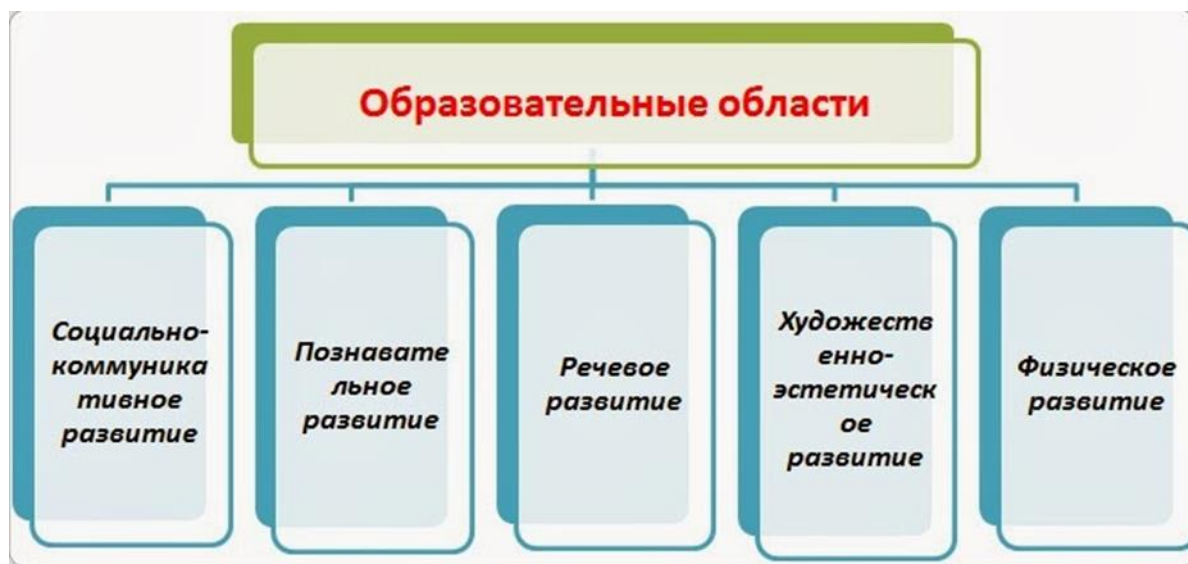 Образовательные области
Социально-
коммуника
тивное
развитие
Познавате
льное
развитие
Речевое
развитие
Художеств
енно-
эстетическ
ое
развитие
Физическое
развитие